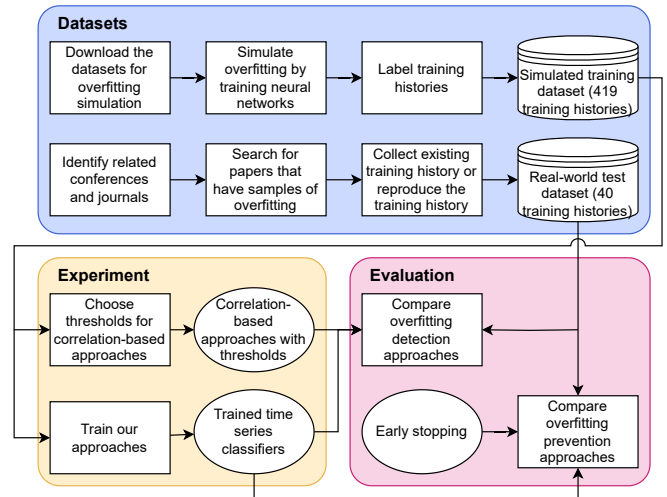 Datasets
Download the
datasets for
overfitting
simulation
Simulate
overfitting by
training neural
networks
Label training
histories
Simulated training
dataset (419
training histories)
Identify related
conferences
and journals
Search for
papers that
have samples of
overfitting
Collect existing
training history or
reproduce the
training history
Real-world test
dataset (40
training histories)
Experiment
Choose
thresholds for
correlation-based
approaches
Correlation-
based
approaches with
thresholds
Train our
approaches
Trained time
series
classifiers
Evaluation
Compare
overfitting
detection
approaches
Early stopping
Compare
overfitting
prevention
approaches